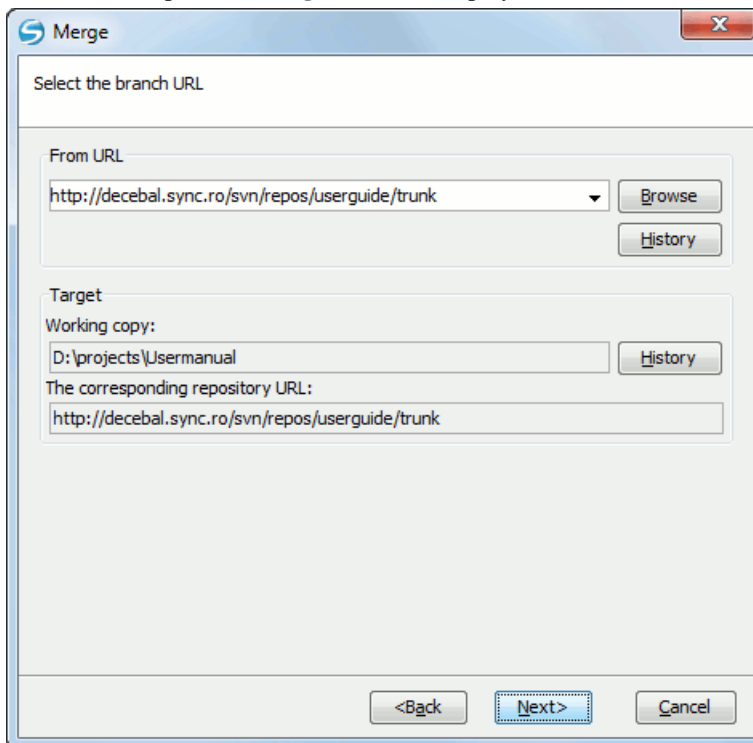 Merge
Select the branch URL
From URL
http://decebal.sync.ro/svn/repos/userguide/trunk
Browse
History
Target
Working copy:
D:\projects\Usermanual
History
The corresponding repository URL:
http://decebal.sync.ro/svn/repos/userguide/trunk
<Back Next> Cancel